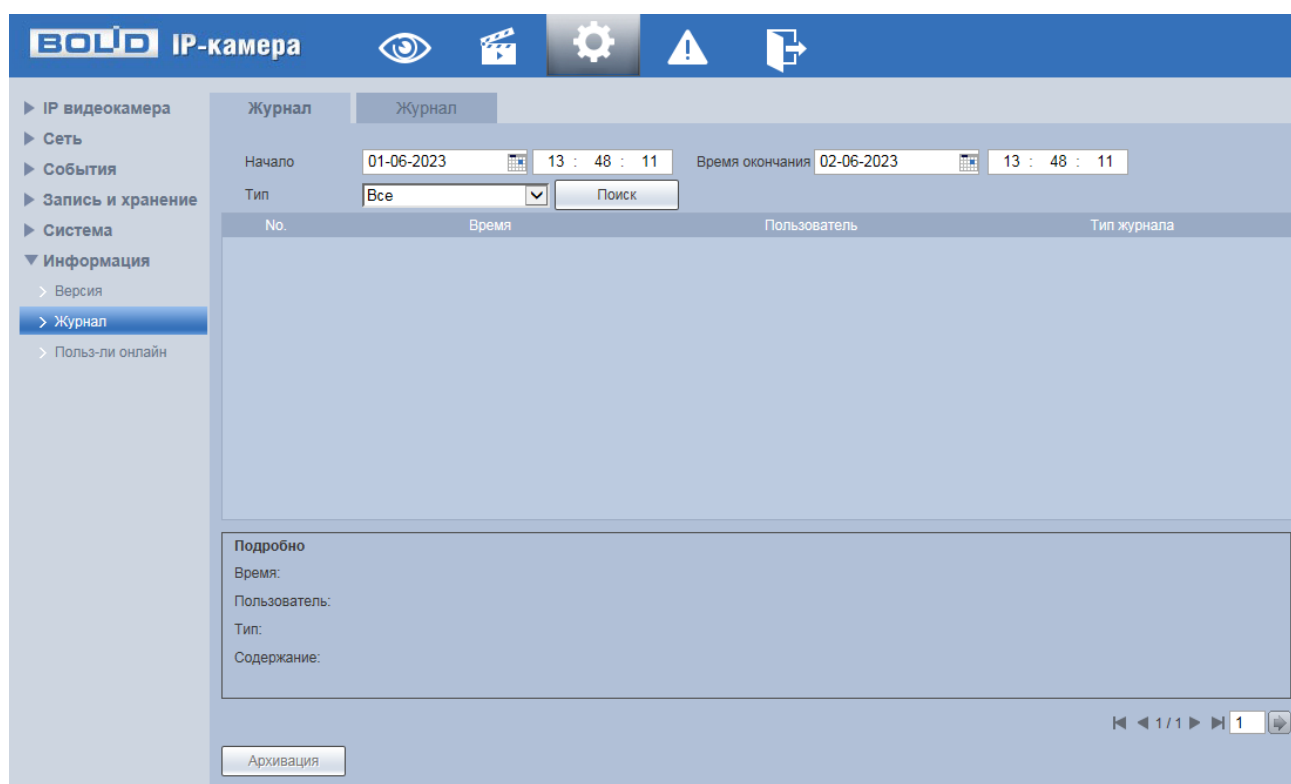 BOLID IP-камера
IP видеокамера
Сеть
События
Запись и хранение
Система
Информация
Версия
Журнал
Польз-ли онлайн
Журнал Журнал
Начало 01-06-2023 13 : 48 : 11 Время окончания 02-06-2023 13 : 48 : 11
Тип Все Поиск
No. Время Пользователь Тип журнала
Подробно
Время:
Пользователь:
Тип:
Содержание:
1 / 1 1
Архивация